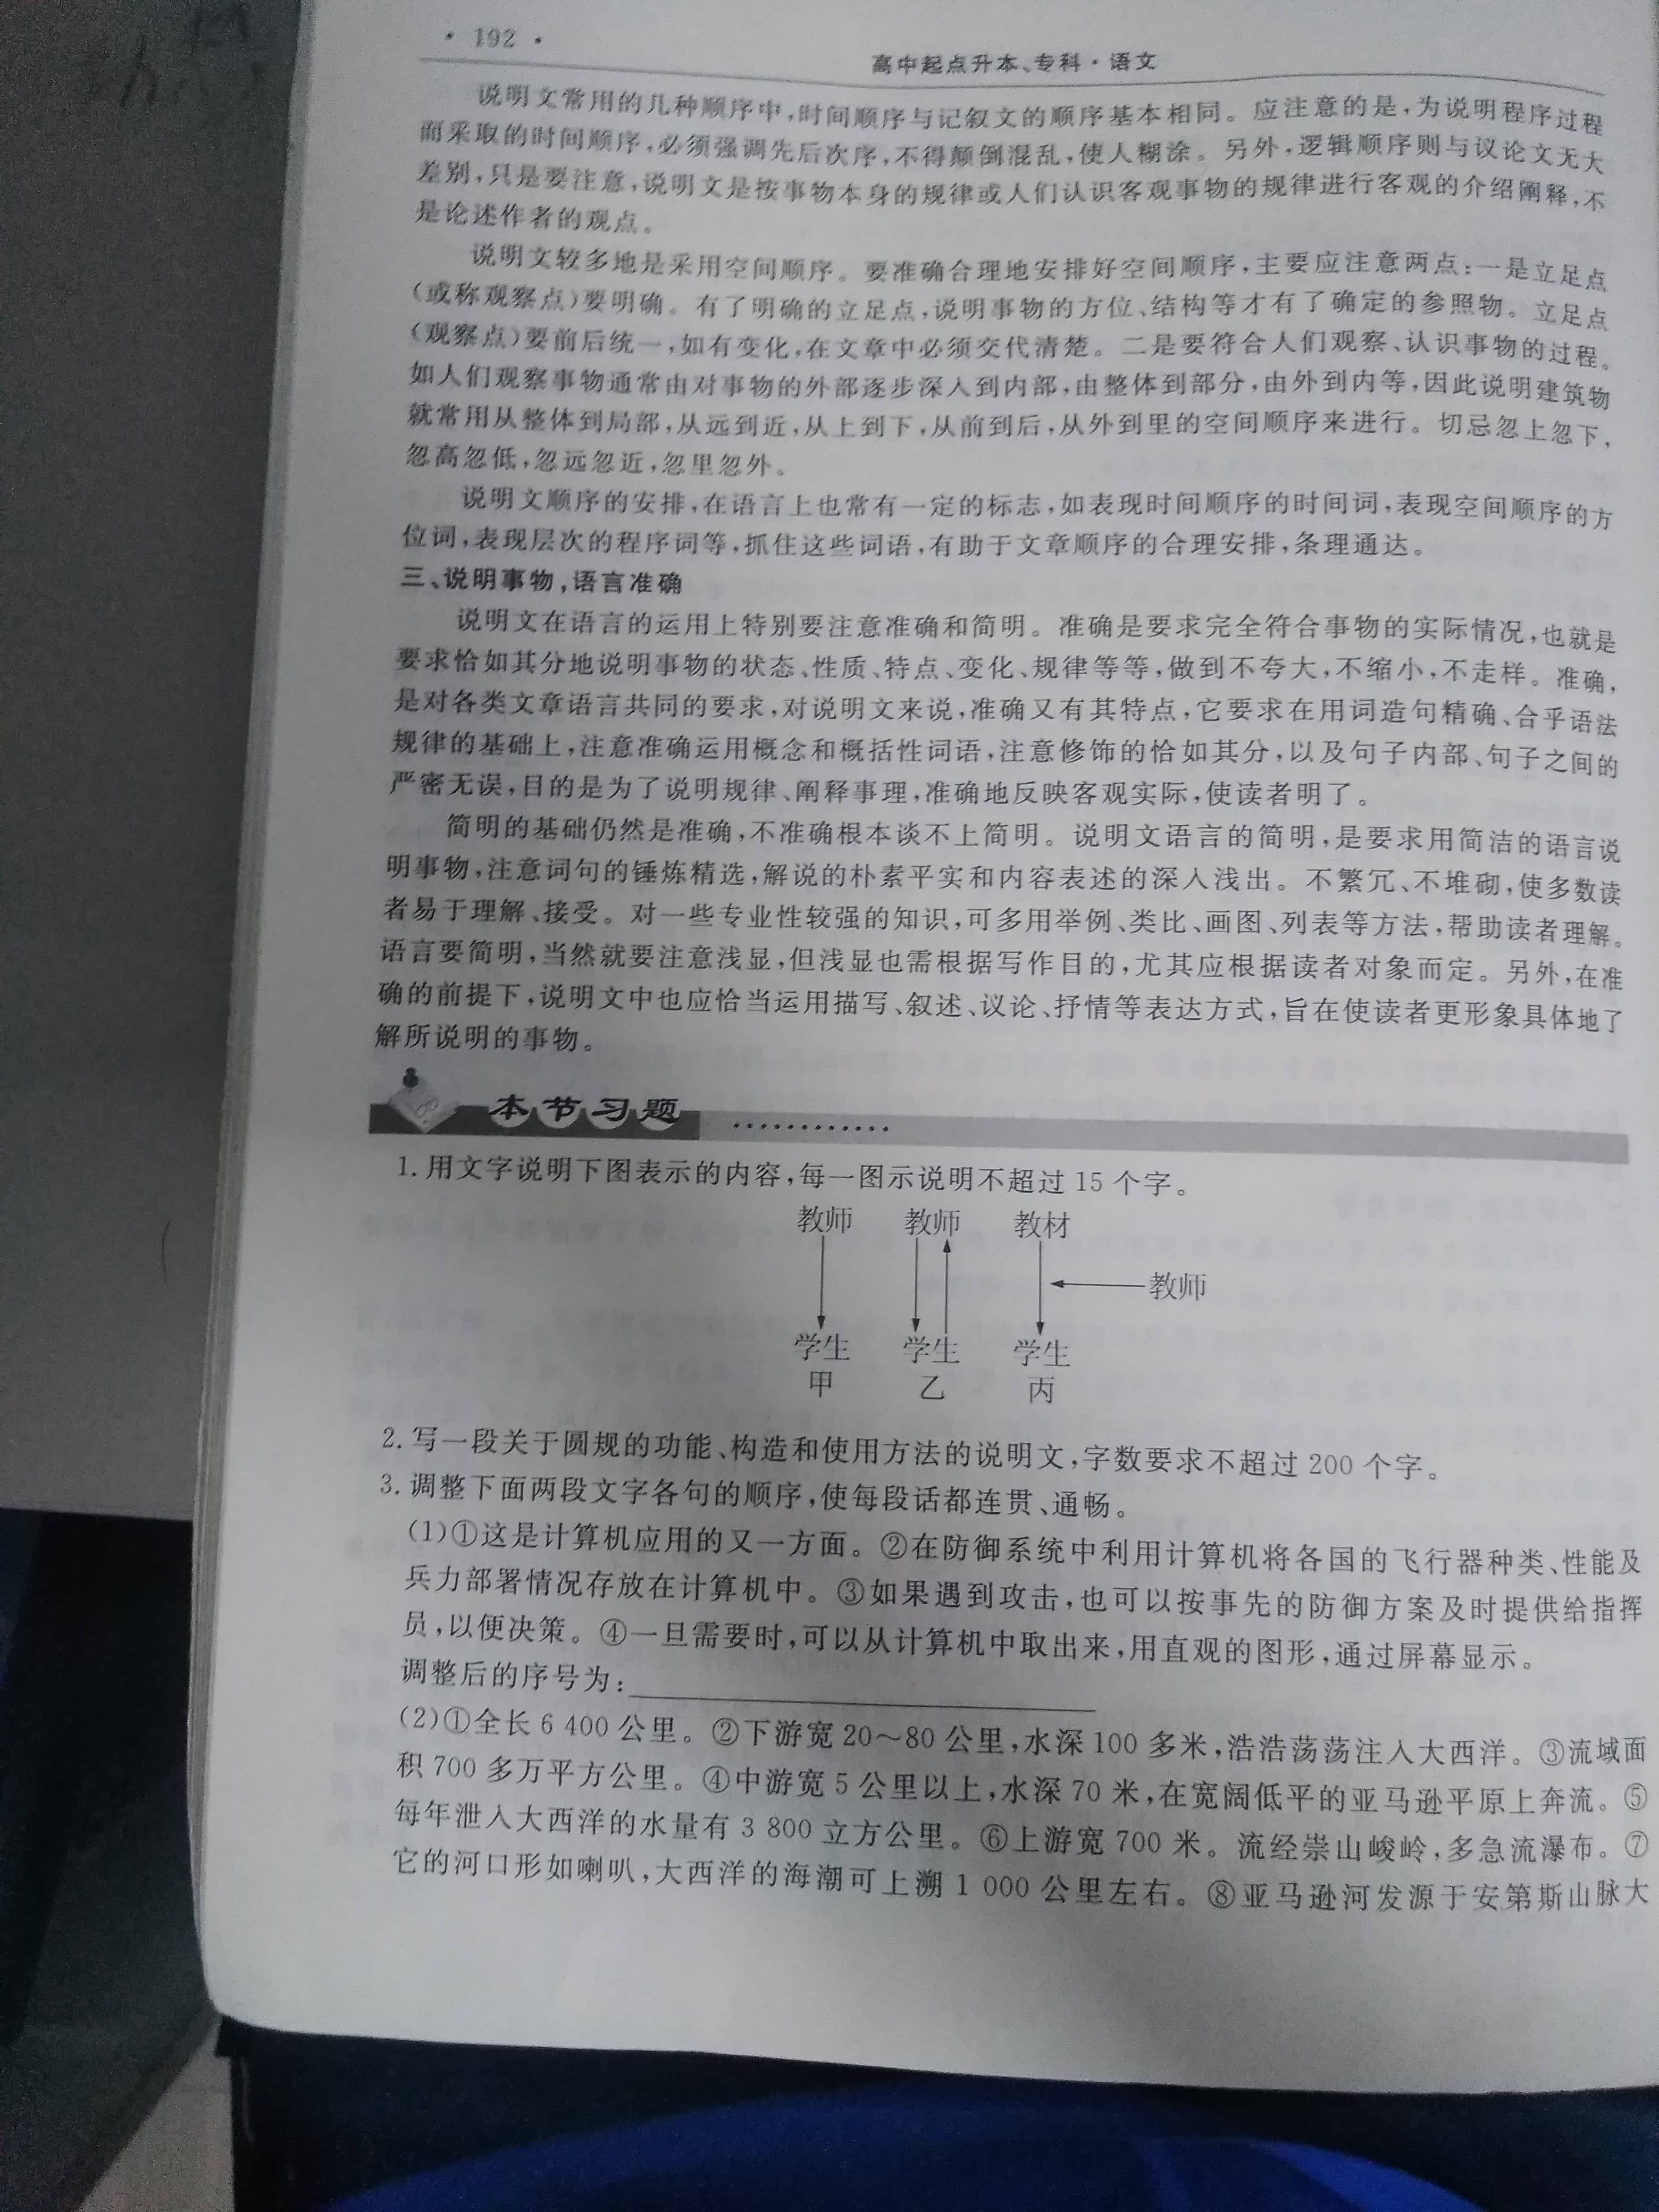 · 192 ·
高中起点升本、专科·语文
说明文常用的几种顺序中,时间顺序与记叙文的顺序基本相同。应注意的是,为说明程序过程
而采取的时间顺序,必须强调先后次序,不得颠倒混乱,使人糊涂。另外,逻辑顺序则与议论文无大
差别,只是要注意,说明文是按事物本身的规律或人们认识客观事物的规律进行客观的介绍阐释,不
是论述作者的观点。
说明文较多地是采用空间顺序。要准确合理地安排好空间顺序,主要应注意两点:一是立足点
(或称观察点)要明确。有了明确的立足点,说明事物的方位、结构等才有了确定的参照物。立足点
(观察点)要前后统一,如有变化,在文章中必须交代清楚。二是要符合人们观察、认识事物的过程。
如人们观察事物通常由对事物的外部逐步深入到内部,由整体到部分,由外到内等,因此说明建筑物
就常用从整体到局部,从远到近,从上到下,从前到后,从外到里的空间顺序来进行。切忌忽上忽下,
忽高忽低,忽远忽近,忽里忽外。
说明文顺序的安排,在语言上也常有一定的标志,如表现时间顺序的时间词,表现空间顺序的方
位词,表现层次的程序词等,抓住这些词语,有助于文章顺序的合理安排,条理通达。
三、说明事物,语言准确
说明文在语言的运用上特别要注意准确和简明。准确是要求完全符合事物的实际情况,也就是
要求恰如其分地说明事物的状态、性质、特点、变化、规律等等,做到不夸大,不缩小,不走样。准确,
是对各类文章语言共同的要求,对说明文来说,准确又有其特点,它要求在用词造句精确、合乎语法
规律的基础上,注意准确运用概念和概括性词语,注意修饰的恰如其分,以及句子内部、句子之间的
严密无误,目的是为了说明规律、阐释事理,准确地反映客观实际,使读者明了。
简明的基础仍然是准确,不准确根本谈不上简明。说明文语言的简明,是要求用简洁的语言说
明事物,注意词句的锤炼精选,解说的朴素平实和内容表述的深入浅出。不繁冗、不堆砌,使多数读
者易于理解、接受。对一些专业性较强的知识,可多用举例、类比、画图、列表等方法,帮助读者理解。
语言要简明,当然就要注意浅显,但浅显也需根据写作目的,尤其应根据读者对象而定。另外,在准
确的前提下,说明文中也应恰当运用描写、叙述、议论、抒情等表达方式,旨在使读者更形象具体地了
解所说明的事物。
本节习题
1. 用文字说明下图表示的内容,每一图示说明不超过 15 个字。
教师 教师 教材
教师
学生 学生 学生
甲 乙 丙
2. 写一段关于圆规的功能、构造和使用方法的说明文,字数要求不超过 200 个字。
3. 调整下面两段文字各句的顺序,使每段话都连贯、通畅。
(1)①这是计算机应用的又一方面。②在防御系统中利用计算机将各国的飞行器种类、性能及
兵力部署情况存放在计算机中。③如果遇到攻击,也可以按事先的防御方案及时提供给指挥
员,以便决策。④一旦需要时,可以从计算机中取出来,用直观的图形,通过屏幕显示。
调整后的序号为:
(2)①全长 6 400 公里。②下游宽 20～80 公里,水深 100 多米,浩浩荡荡注入大西洋。③流域面
积 700 多万平方公里。④中游宽 5 公里以上,水深 70 米,在宽阔低平的亚马逊平原上奔流。⑤
每年泄入大西洋的水量有 3 800 立方公里。⑥上游宽 700 米。流经崇山峻岭,多急流瀑布。⑦
它的河口形如喇叭,大西洋的海潮可上溯 1 000 公里左右。⑧亚马逊河发源于安第斯山脉大